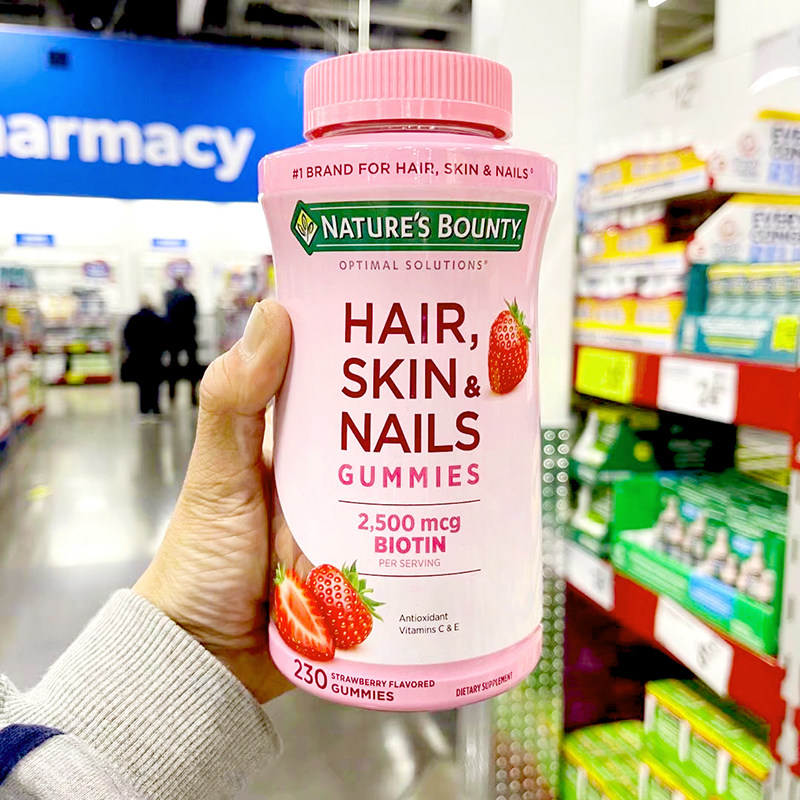 armacy
#1 BRAND FOR HAIR, SKIN & NAILS*
NATURE'S BOUNTY®
OPTIMAL SOLUTIONS®
HAIR,
SKIN &
NAILS
GUMMIES
2,500 mcg
BIOTIN
PER SERVING
Antioxidant
Vitamins C & E
230 STRAWBERRY FLAVORED
GUMMIES
DIETARY SUPPLEMENT